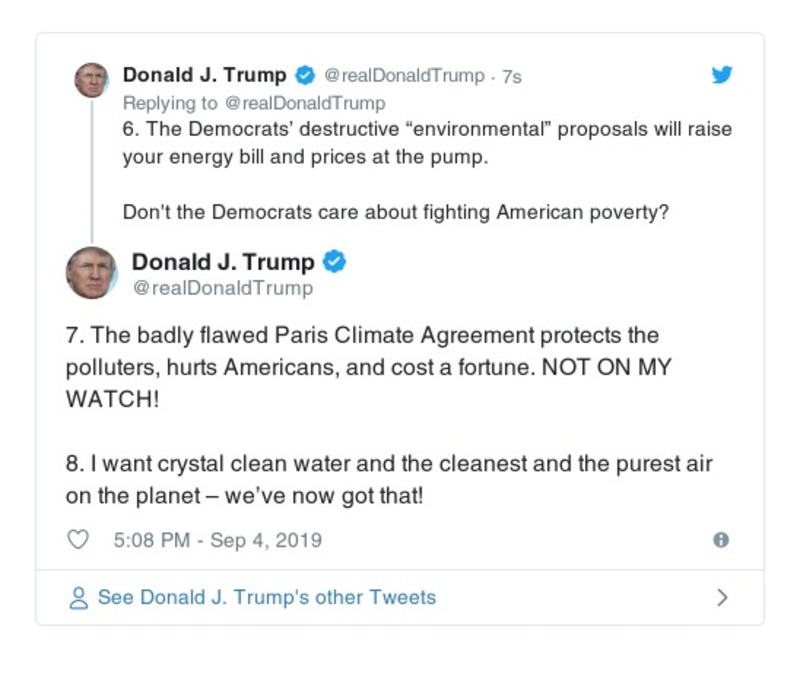 Donald J. Trump @realDonaldTrump · 7s
Replying to @realDonaldTrump
6. The Democrats’ destructive “environmental” proposals will raise
your energy bill and prices at the pump.
Don't the Democrats care about fighting American poverty?
Donald J. Trump
@realDonaldTrump
7. The badly flawed Paris Climate Agreement protects the
polluters, hurts Americans, and cost a fortune. NOT ON MY
WATCH!
8. I want crystal clean water and the cleanest and the purest air
on the planet – we’ve now got that!
5:08 PM - Sep 4, 2019
See Donald J. Trump's other Tweets